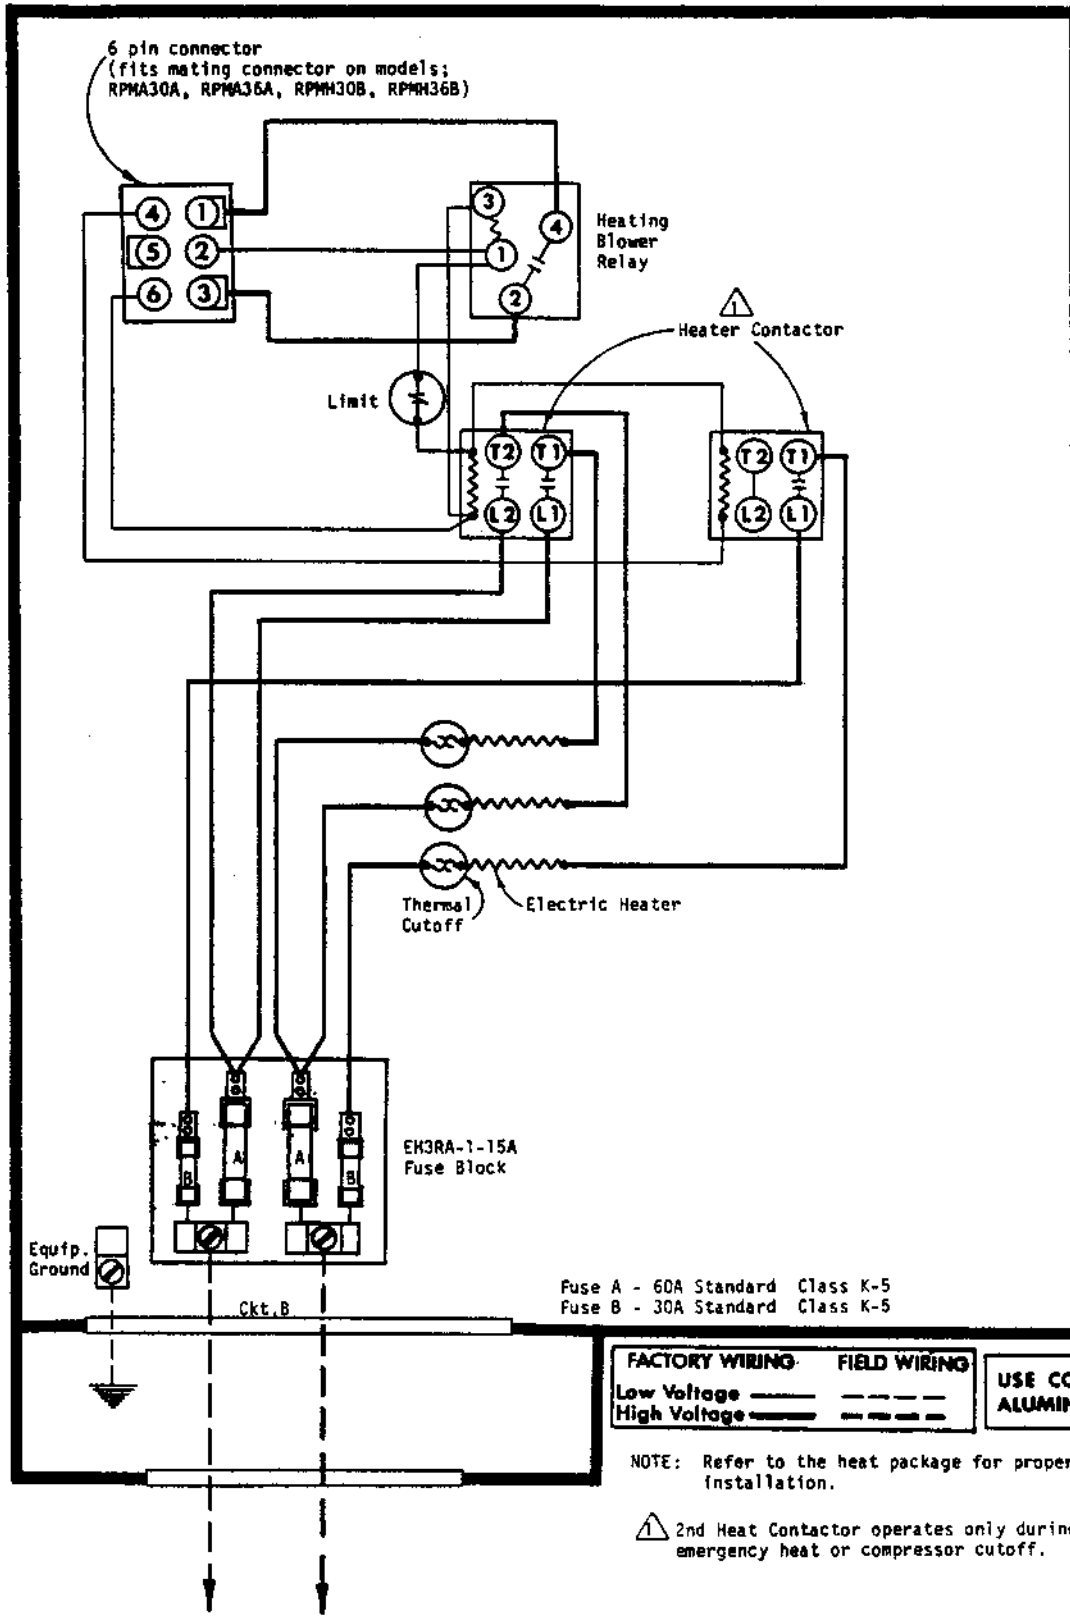 6 pin connector
(fits mating connector on models;
RPMA30A, RPMA36A, RPMH30B, RPMH36B)
4 1
5 2
6 3
3
4
1
2
Heating
Blower
Relay
1
Heater Contactor
Limit
T2 T1
L2 L1
T2 T1
L2 L1
Thermal
Cutoff
Electric Heater
B A A B
EH3RA-1-15A
Fuse Block
Equip.
Ground
Ckt.B
Fuse A - 60A Standard Class K-5
Fuse B - 30A Standard Class K-5
FACTORY WIRING FIELD WIRING
Low Voltage
High Voltage
USE CO
ALUMIN
NOTE: Refer to the heat package for proper
installation.
1 2nd Heat Contactor operates only during
emergency heat or compressor cutoff.